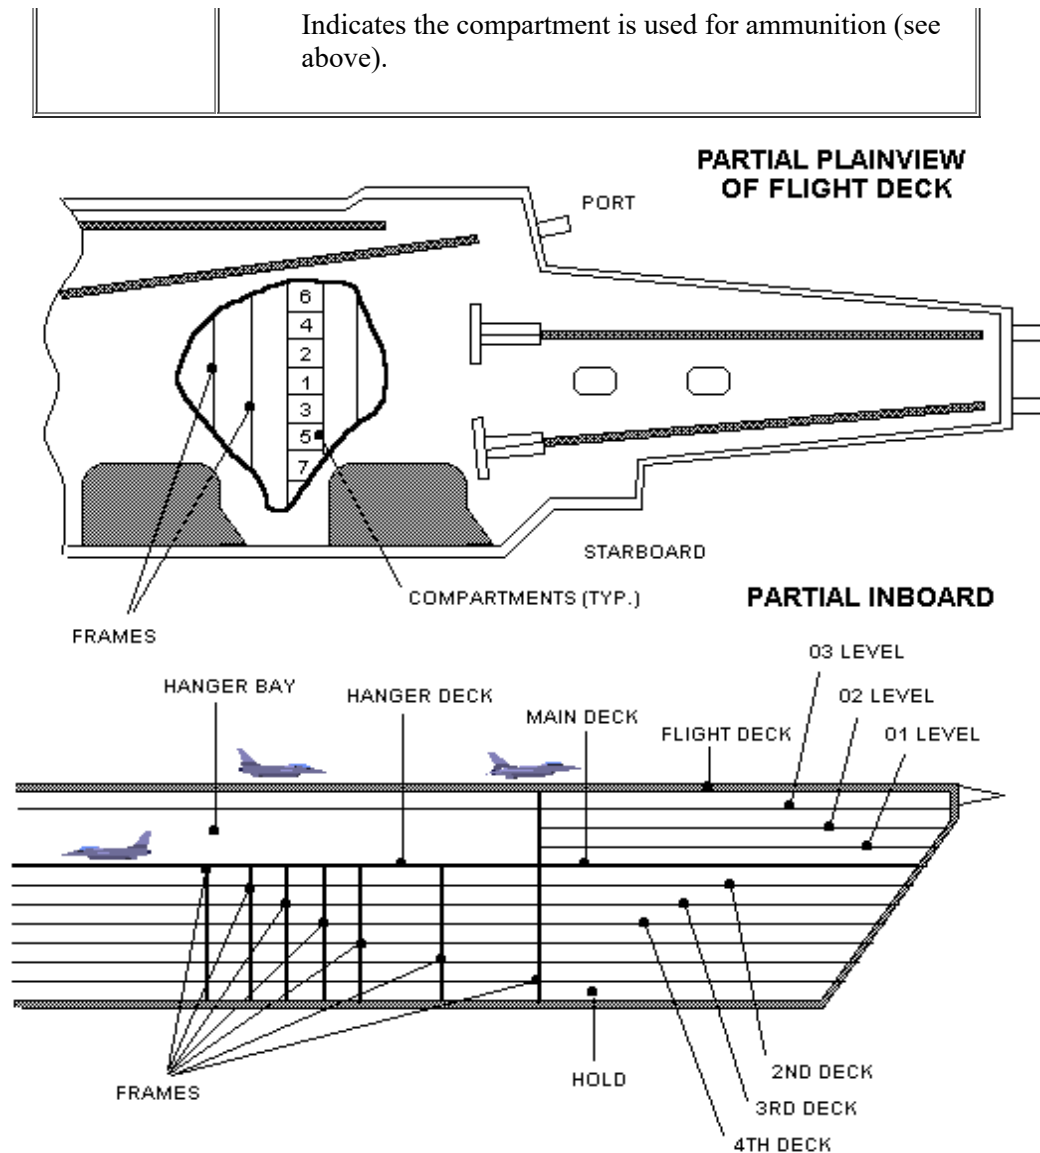 Indicates the compartment is used for ammunition (see
above).
PARTIAL PLAINVIEW
OF FLIGHT DECK
PORT
6
4
2
1
3
5
7
STARBOARD
COMPARTMENTS (TYP.)
PARTIAL INBOARD
FRAMES
03 LEVEL
HANGER BAY
HANGER DECK
02 LEVEL
MAIN DECK
FLIGHT DECK
01 LEVEL
FRAMES
HOLD
2ND DECK
3RD DECK
4TH DECK